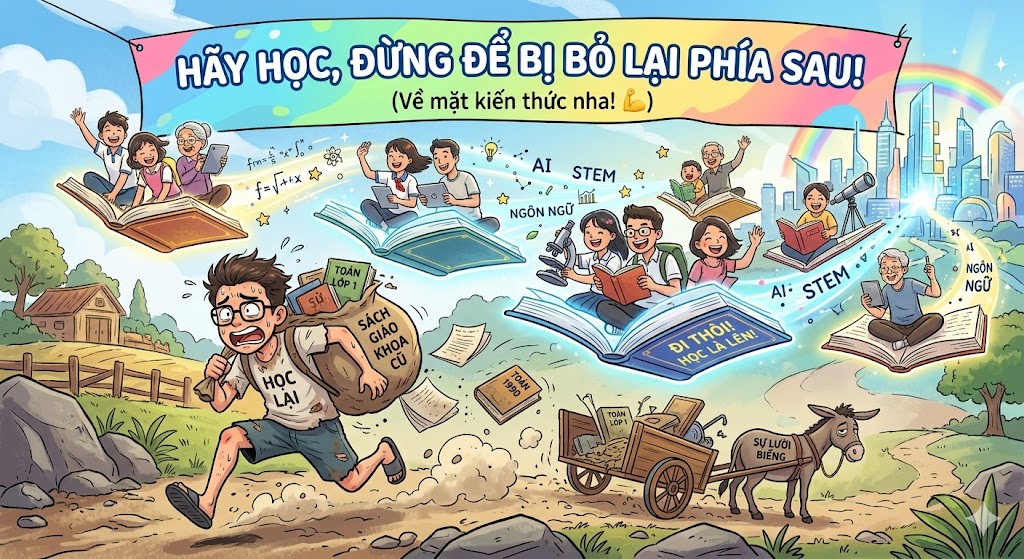 HÃY HỌC, ĐỪNG ĐỂ BỊ BỎ LẠI PHÍA SAU!
(Về mặt kiến thức nha! 💪)
AI STEM
NGÔN NGỮ
AI STEM
AI
NGÔN
NGỮ
ĐI THÔI!
HỌC LÀ LÊN!
TOÁN
LỚP 1
SỬ
SÁCH
GIÁO
KHOA
CŨ
HỌC
LẠI
TOÁN
1990
TOÁN
LỚP 1
SỰ LƯỜI
BIẾNG